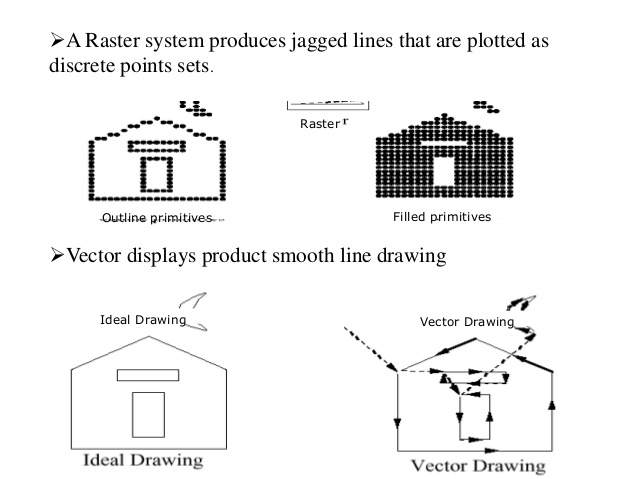 ➢A Raster system produces jagged lines that are plotted as
discrete points sets.
Raster r
Outline primitives
Filled primitives
➢Vector displays product smooth line drawing
Ideal Drawing
Vector Drawing
Ideal Drawing
Vector Drawing